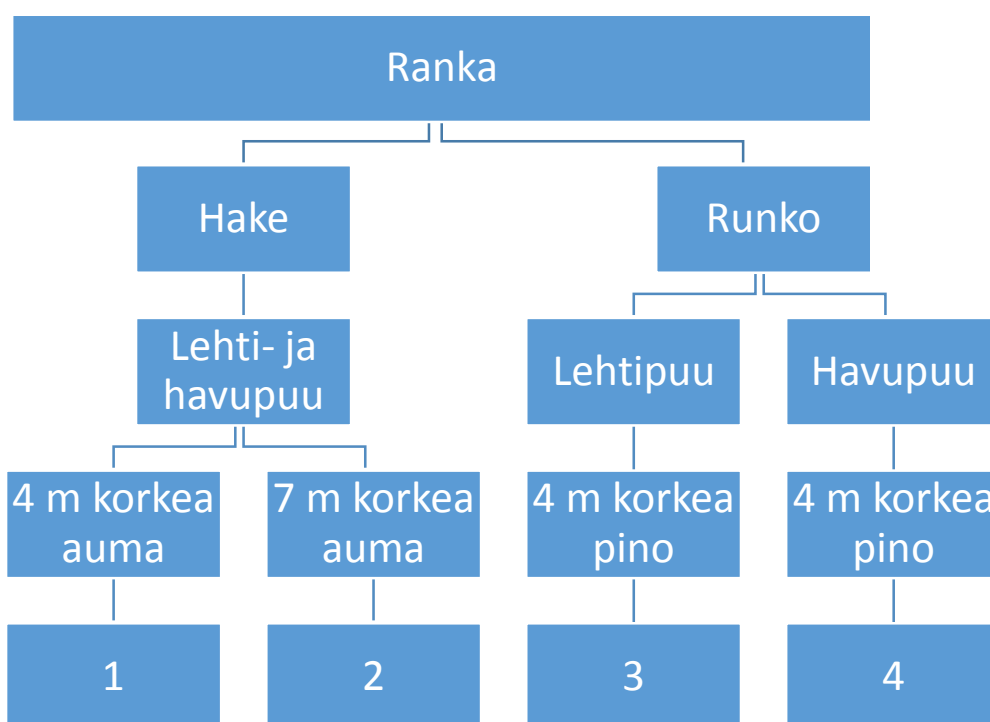 Ranka
Hake
Runko
Lehti- ja
havupuu
Lehtipuu
Havupuu
4 m korkea
auma
7 m korkea
auma
4 m korkea
pino
4 m korkea
pino
1
2
3
4